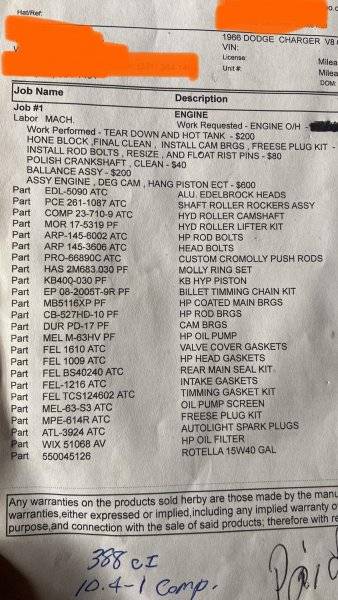 Hat/Ref:
1966 DODGE CHARGER V8
VIN:
License:
Unit #:
Milea
Milea
DOM:
Job Name Description
Job #1 ENGINE
Labor MACH. Work Requested - ENGINE O/H -
Work Performed - TEAR DOWN AND HOT TANK - $200
HONE BLOCK ,FINAL CLEAN , INSTALL CAM BRGS , FREESE PLUG KIT -
INSTALL ROD BOLTS , RESIZE , AND FLOAT RIST PINS - $80
POLISH CRANKSHAFT , CLEAN - $40
BALLANCE ASSY - $200
ASSY ENGINE , DEG CAM , HANG PISTON ECT - $600
Part EDL-5090 ATC ALU. EDELBROCK HEADS
Part PCE 261-1087 ATC SHAFT ROLLER ROCKERS ASSY
Part COMP 23-710-9 ATC HYD ROLLER CAMSHAFT
Part MOR 17-5319 PF HYD ROLLER LIFTER KIT
Part ARP-145-6002 ATC HP ROD BOLTS
Part ARP 145-3606 ATC HEAD BOLTS
Part PRO-66890C ATC CUSTOM CROMOLLY PUSH RODS
Part HAS 2M683.030 PF MOLLY RING SET
Part KB400-030 PF KB HYP PISTON
Part EP 08-2005T-9R PF BILLET TIMMING CHAIN KIT
Part MB5116XP PF HP COATED MAIN BRGS
Part CB-527HD-10 PF HP ROD BRGS
Part DUR PD-17 PF CAM BRGS
Part MEL M-63HV PF HP OIL PUMP
Part FEL 1610 ATC VALVE COVER GASKETS
Part FEL 1009 ATC HP HEAD GASKETS
Part FEL BS40240 ATC REAR MAIN SEAL KIT
Part FEL-1216 ATC INTAKE GASKETS
Part FEL TCS124602 ATC TIMMING GASKET KIT
Part MEL-63-S3 ATC OIL PUMP SCREEN
Part MPE-614R ATC FREESE PLUG KIT
Part ATL-3924 ATC AUTOLIGHT SPARK PLUGS
Part WIX 51068 AV HP OIL FILTER
Part 550045126 ROTELLA 15W40 GAL
Any warranties on the products sold herby are those made by the manu
warranties,either expressed or implied,including any implied warranty o
purpose,and connection with the sale of said products; therefore with re
388 CI
10.4-1 Comp.
Paid